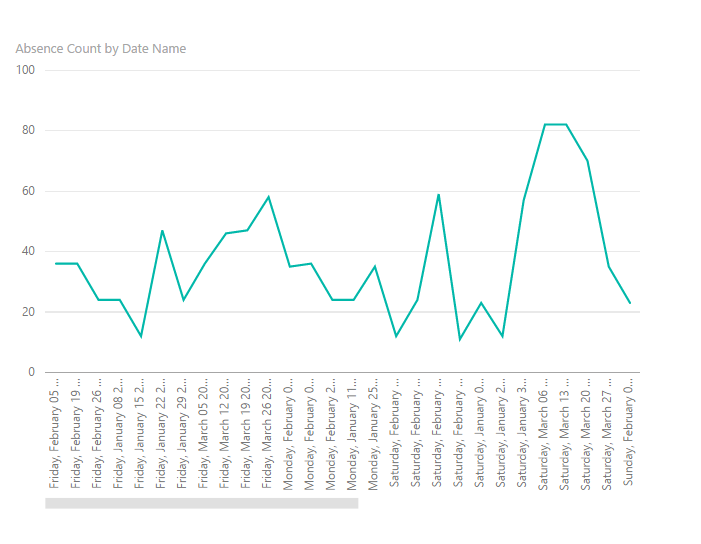 Absence Count by Date Name
100
80
60
40
20
0
Friday, February 05 ...
Friday, February 19 ...
Friday, February 26 ...
Friday, January 08 2...
Friday, January 15 2...
Friday, January 22 2...
Friday, January 29 2...
Friday, March 05 20...
Friday, March 12 20...
Friday, March 19 20...
Friday, March 26 20...
Monday, February 0...
Monday, February 0...
Monday, February 2...
Monday, January 11...
Monday, January 25...
Saturday, February ...
Saturday, February ...
Saturday, February ...
Saturday, February ...
Saturday, January 0...
Saturday, January 2...
Saturday, January 3...
Saturday, March 06 ...
Saturday, March 13 ...
Saturday, March 20 ...
Saturday, March 27 ...
Sunday, February 0...